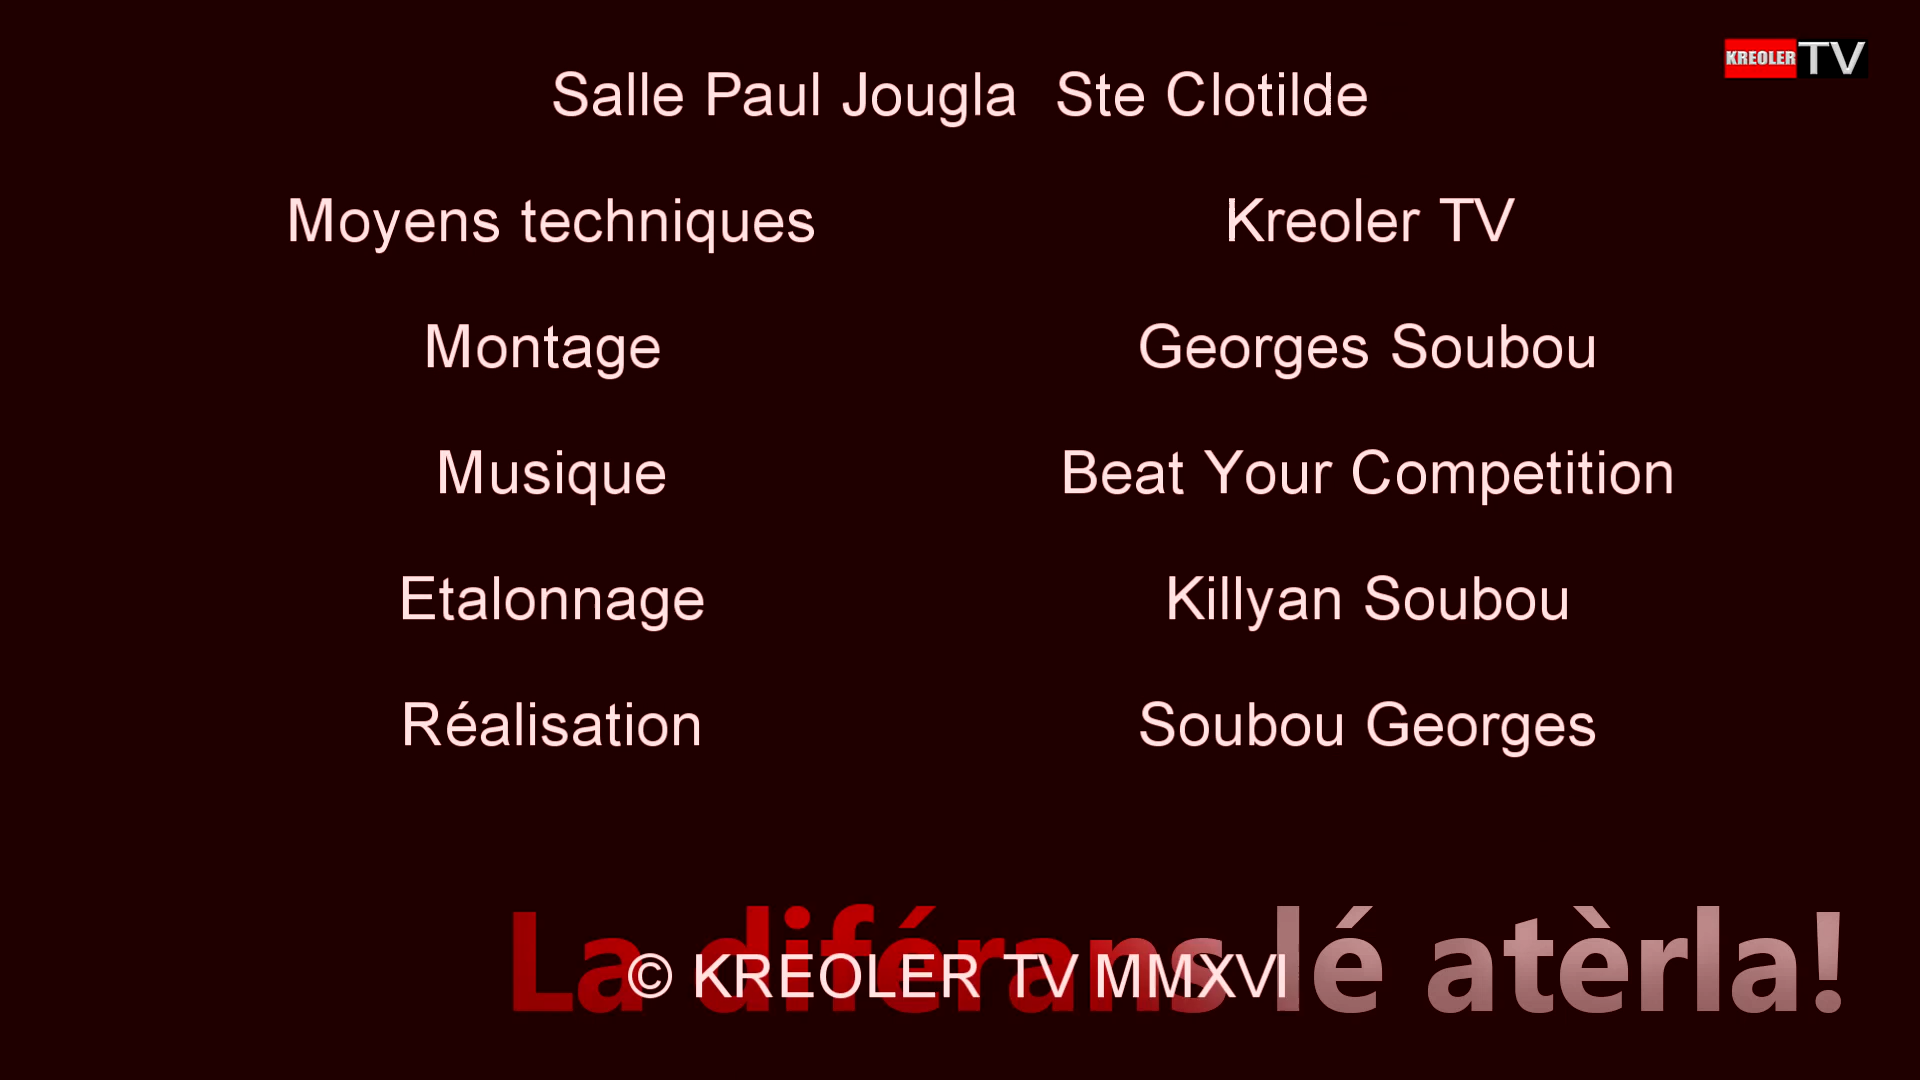 KREOLER TV
Salle Paul Jougla Ste Clotilde
Moyens techniques Kreoler TV
Montage Georges Soubou
Musique Beat Your Competition
Etalonnage Killyan Soubou
Réalisation Soubou Georges
La diférans lé atèrla!
© KREOLER TV MMXVI